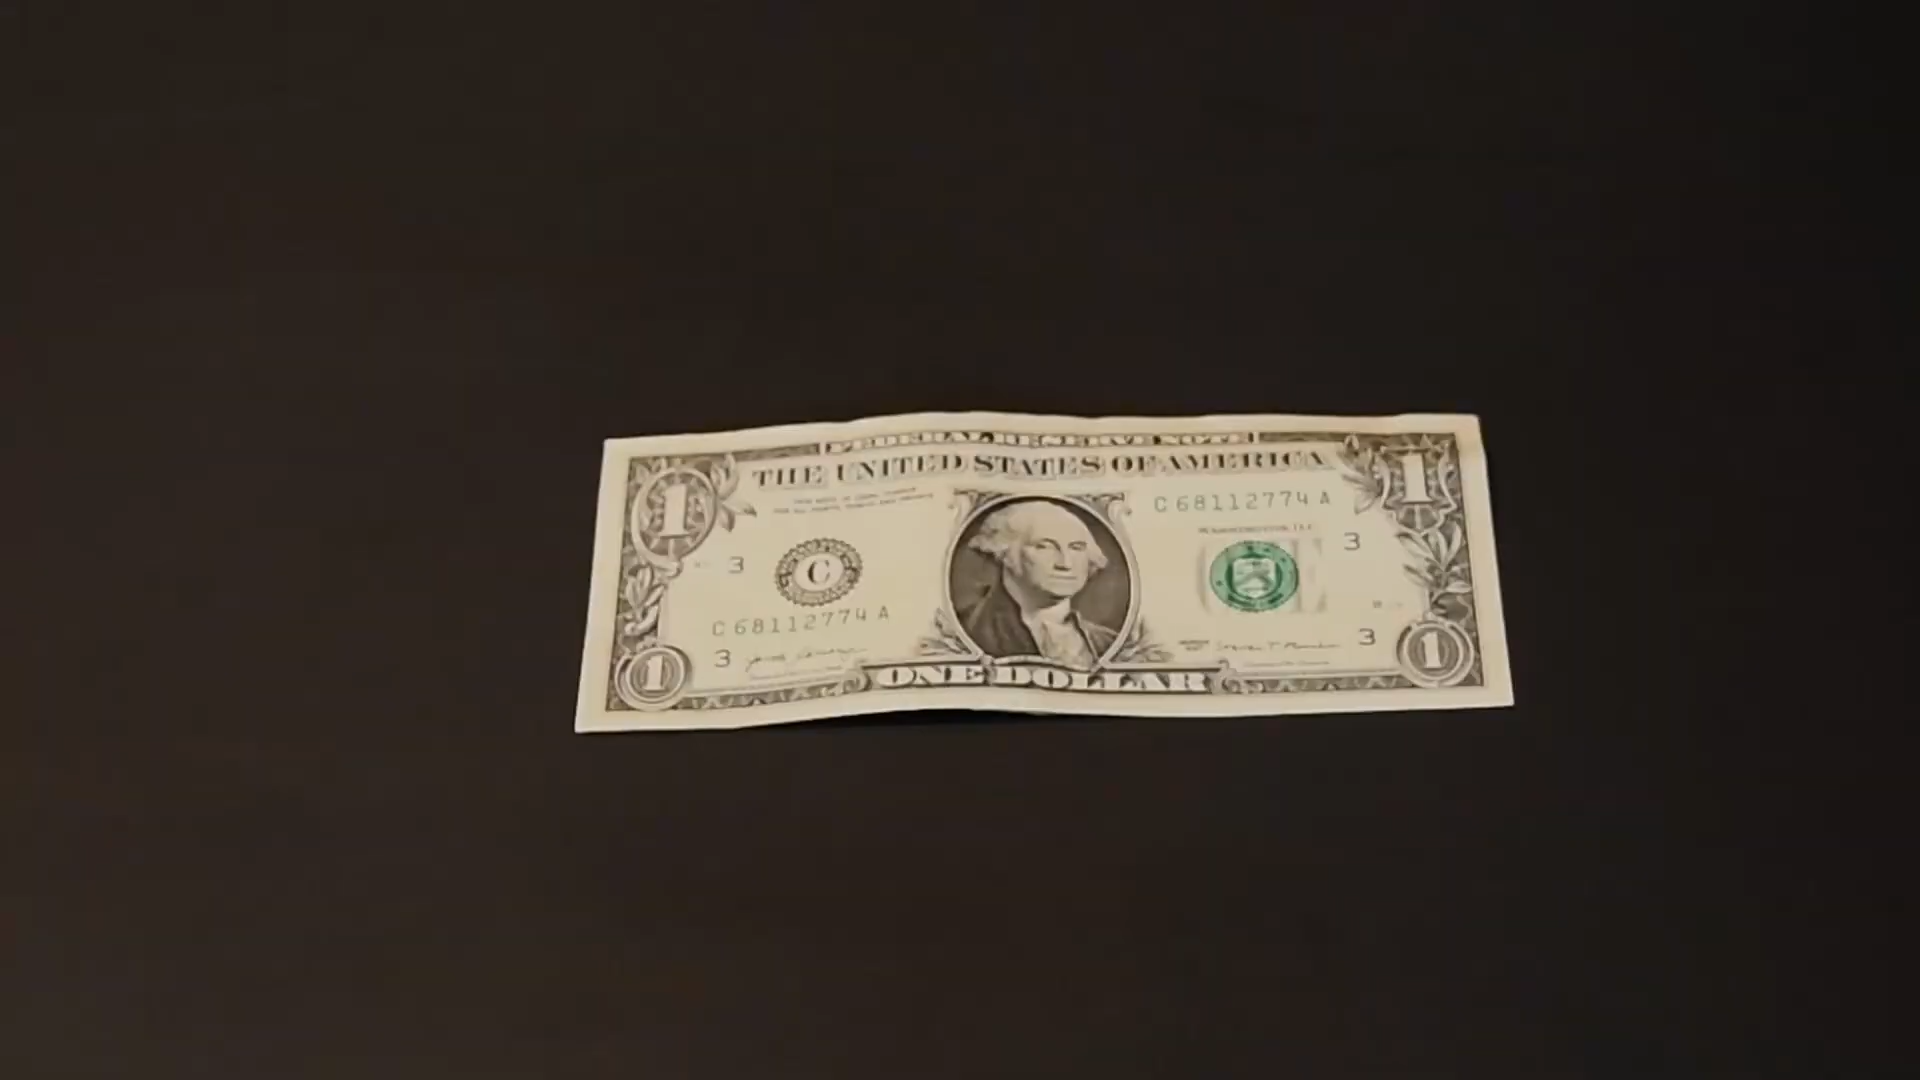 FEDERAL RESERVE NOTE
THE UNITED STATES OF AMERICA
1
1
C 68112774 A
WASHINGTON, D.C.
3
3
C
C 68112774 A
3
3
1
ONE DOLLAR
1